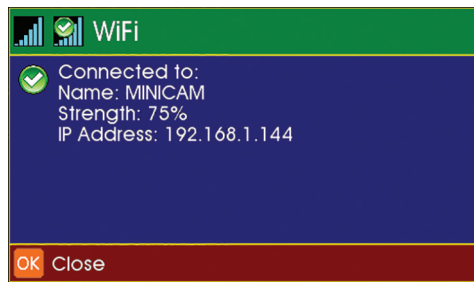 WiFi
Connected to:
Name: MINICAM
Strength: 75%
IP Address: 192.168.1.144
OK Close